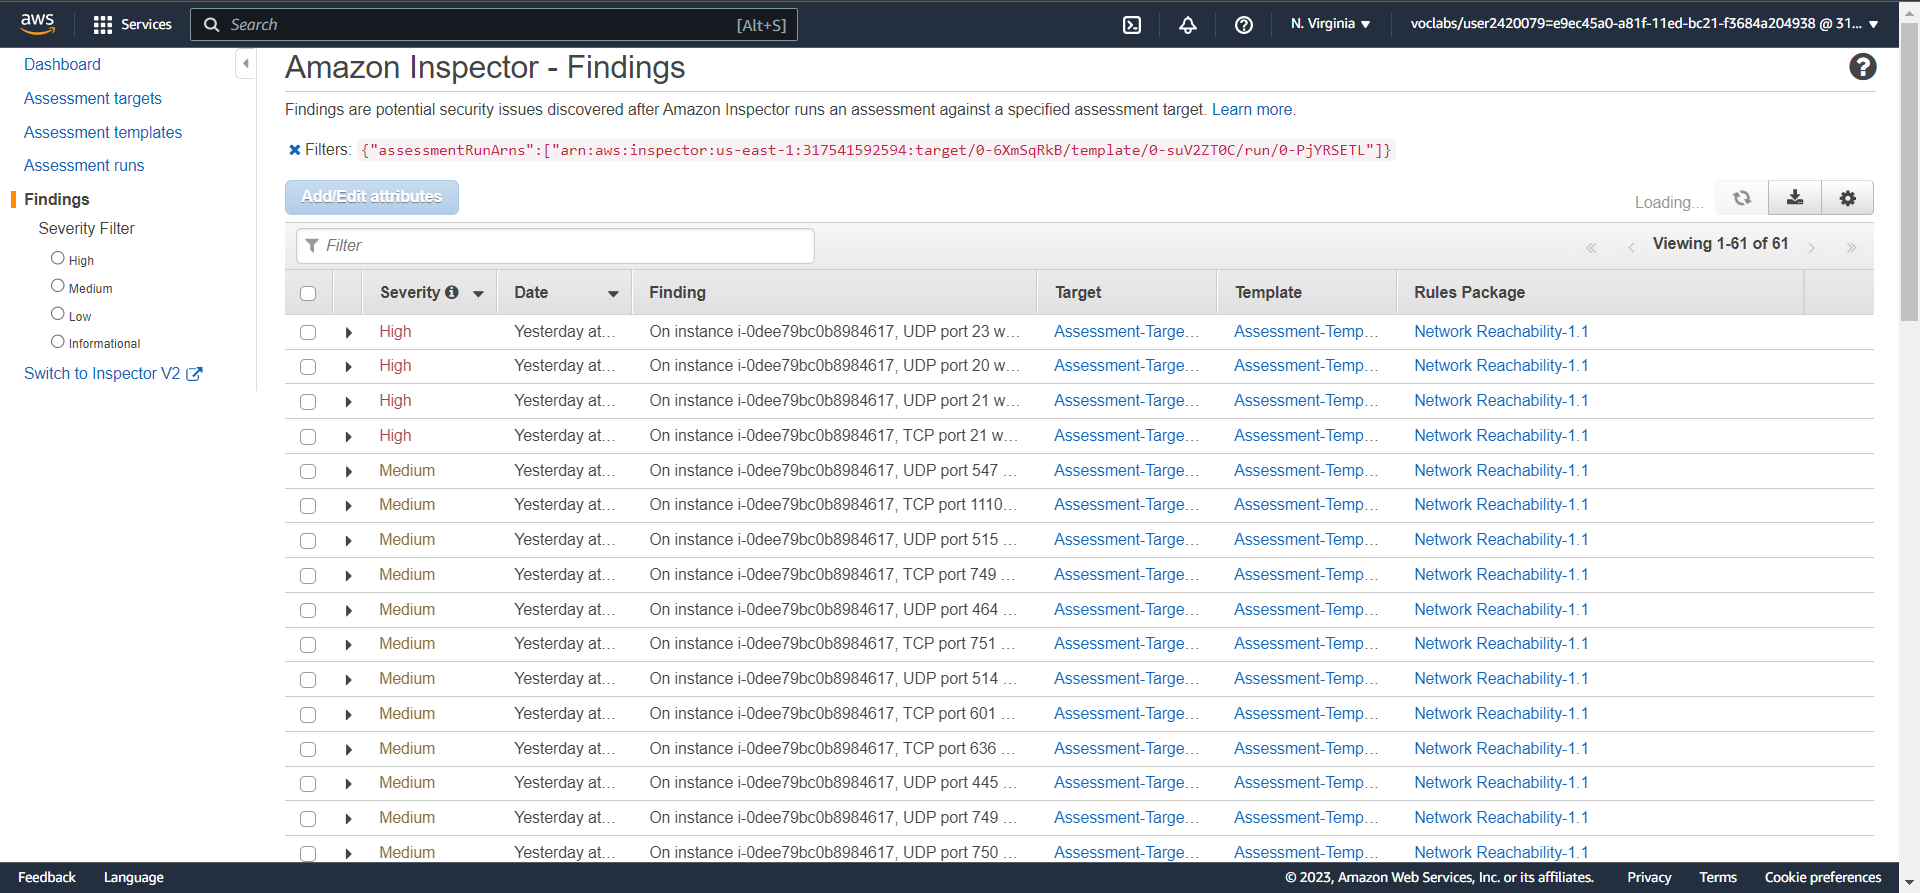 aws Services Search [Alt+S] N. Virginia voclabs/user2420079=e9ec45a0-a81f-11ed-bc21-f3684a204938 @ 31...
Dashboard
Assessment targets
Assessment templates
Assessment runs
Findings
Severity Filter
High
Medium
Low
Informational
Switch to Inspector V2
Amazon Inspector - Findings
Findings are potential security issues discovered after Amazon Inspector runs an assessment against a specified assessment target. Learn more.
Filters: {"assessmentRunArns":["arn:aws:inspector:us-east-1:317541592594:target/0-6XmSqRkB/template/0-suV2ZT0C/run/0-PjYRSETL"]}
Add/Edit attributes Loading...
Filter Viewing 1-61 of 61
Severity Date Finding Target Template Rules Package
High Yesterday at... On instance i-0dee79bc0b8984617, UDP port 23 w... Assessment-Targe... Assessment-Temp... Network Reachability-1.1
High Yesterday at... On instance i-0dee79bc0b8984617, UDP port 20 w... Assessment-Targe... Assessment-Temp... Network Reachability-1.1
High Yesterday at... On instance i-0dee79bc0b8984617, UDP port 21 w... Assessment-Targe... Assessment-Temp... Network Reachability-1.1
High Yesterday at... On instance i-0dee79bc0b8984617, TCP port 21 w... Assessment-Targe... Assessment-Temp... Network Reachability-1.1
Medium Yesterday at... On instance i-0dee79bc0b8984617, UDP port 547 ... Assessment-Targe... Assessment-Temp... Network Reachability-1.1
Medium Yesterday at... On instance i-0dee79bc0b8984617, TCP port 1110... Assessment-Targe... Assessment-Temp... Network Reachability-1.1
Medium Yesterday at... On instance i-0dee79bc0b8984617, UDP port 515 ... Assessment-Targe... Assessment-Temp... Network Reachability-1.1
Medium Yesterday at... On instance i-0dee79bc0b8984617, TCP port 749 ... Assessment-Targe... Assessment-Temp... Network Reachability-1.1
Medium Yesterday at... On instance i-0dee79bc0b8984617, UDP port 464 ... Assessment-Targe... Assessment-Temp... Network Reachability-1.1
Medium Yesterday at... On instance i-0dee79bc0b8984617, TCP port 751 ... Assessment-Targe... Assessment-Temp... Network Reachability-1.1
Medium Yesterday at... On instance i-0dee79bc0b8984617, UDP port 514 ... Assessment-Targe... Assessment-Temp... Network Reachability-1.1
Medium Yesterday at... On instance i-0dee79bc0b8984617, TCP port 601 ... Assessment-Targe... Assessment-Temp... Network Reachability-1.1
Medium Yesterday at... On instance i-0dee79bc0b8984617, TCP port 636 ... Assessment-Targe... Assessment-Temp... Network Reachability-1.1
Medium Yesterday at... On instance i-0dee79bc0b8984617, UDP port 445 ... Assessment-Targe... Assessment-Temp... Network Reachability-1.1
Medium Yesterday at... On instance i-0dee79bc0b8984617, UDP port 749 ... Assessment-Targe... Assessment-Temp... Network Reachability-1.1
Medium Yesterday at... On instance i-0dee79bc0b8984617, UDP port 750 ... Assessment-Targe... Assessment-Temp... Network Reachability-1.1
Feedback Language © 2023, Amazon Web Services, Inc. or its affiliates. Privacy Terms Cookie preferences